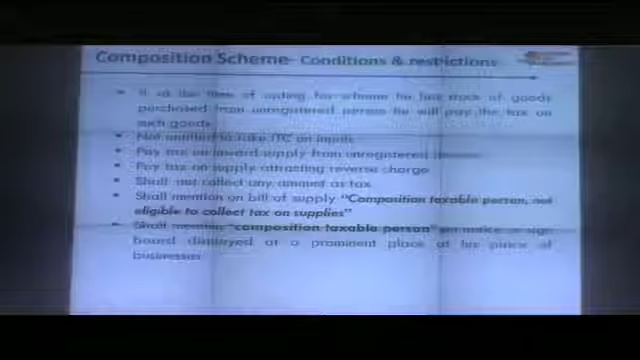 Composition Scheme- Conditions & restrictions
If at the time of opting for scheme he has stock of goods
purchased from unregistered person he will pay the tax on
such goods
Not entitled to take ITC on inputs
Pay tax on inward supply from unregistered
Pay tax on supply attracting reverse charge
Shall not collect any amount as tax
Shall mention on bill of supply "Composition taxable person, not
eligible to collect tax on supplies"
Shall mention "composition taxable person" on notice or sign
board displayed at a prominent place at his place of
businesses